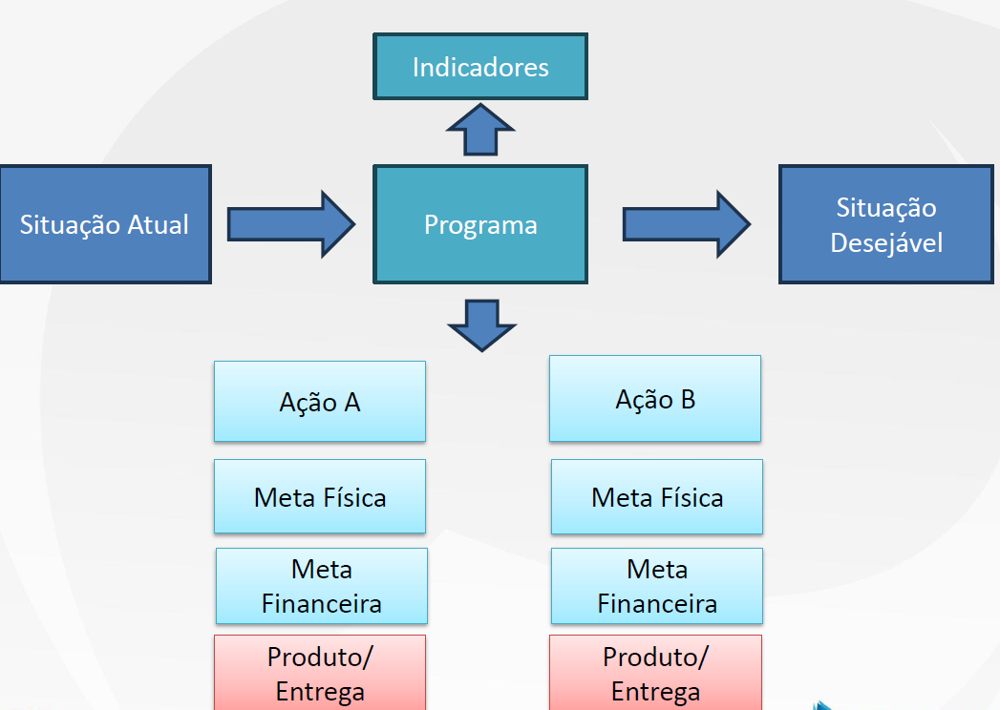 Indicadores
Situação Atual
Programa
Situação
Desejável
Ação A
Ação B
Meta Física
Meta Física
Meta
Financeira
Meta
Financeira
Produto/
Entrega
Produto/
Entrega